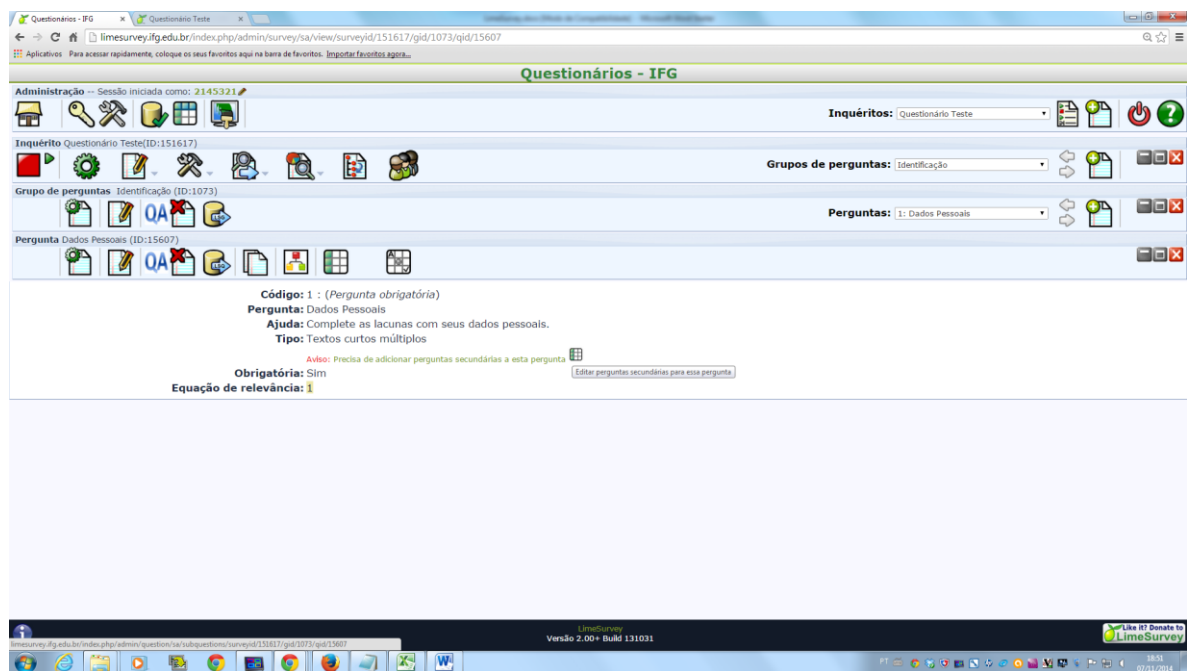 Questionários - IFG
Questionário Teste
limesurvey.ifg.edu.br/index.php/admin/survey/sa/view/surveyid/151617/gid/1073/qid/15607
Aplicativos Para acessar rapidamente, coloque os seus favoritos aqui na barra de favoritos. Importar favoritos agora...
Questionários - IFG
Administração -- Sessão iniciada como: 2145321
Inquéritos: Questionário Teste
Inquérito Questionário Teste(ID:151617)
Grupos de perguntas: Identificação
Grupo de perguntas Identificação (ID:1073)
QA
Perguntas: 1: Dados Pessoais
Pergunta Dados Pessoais (ID:15607)
QA
Código: 1 : (Pergunta obrigatória)
Pergunta: Dados Pessoais
Ajuda: Complete as lacunas com seus dados pessoais.
Tipo: Textos curtos múltiplos
Aviso: Precisa de adicionar perguntas secundárias a esta pergunta
Editar perguntas secundárias para essa pergunta
Obrigatória: Sim
Equação de relevância: 1
LimeSurvey
Versão 2.00+ Build 131031
Like it? Donate to
LimeSurvey
limesurvey.ifg.edu.br/index.php/admin/question/sa/subquestions/surveyid/151617/gid/1073/qid/15607
PT
18:51
07/11/2014